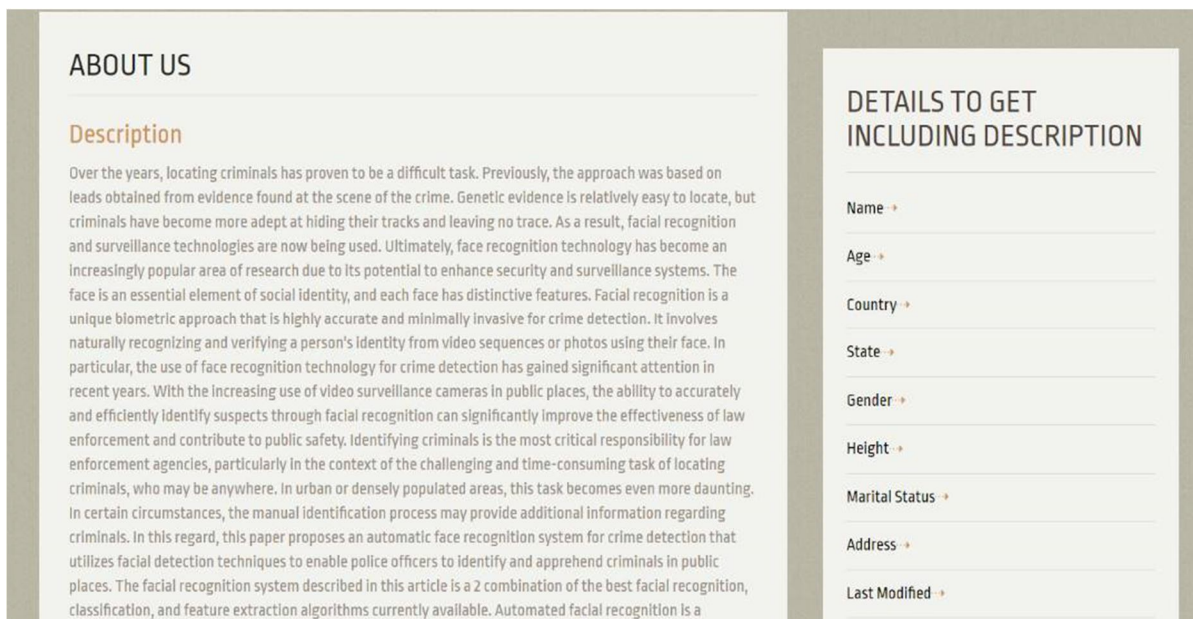 ABOUT US
Description
Over the years, locating criminals has proven to be a difficult task. Previously, the approach was based on
leads obtained from evidence found at the scene of the crime. Genetic evidence is relatively easy to locate, but
criminals have become more adept at hiding their tracks and leaving no trace. As a result, facial recognition
and surveillance technologies are now being used. Ultimately, face recognition technology has become an
increasingly popular area of research due to its potential to enhance security and surveillance systems. The
face is an essential element of social identity, and each face has distinctive features. Facial recognition is a
unique biometric approach that is highly accurate and minimally invasive for crime detection. It involves
naturally recognizing and verifying a person's identity from video sequences or photos using their face. In
particular, the use of face recognition technology for crime detection has gained significant attention in
recent years. With the increasing use of video surveillance cameras in public places, the ability to accurately
and efficiently identify suspects through facial recognition can significantly improve the effectiveness of law
enforcement and contribute to public safety. Identifying criminals is the most critical responsibility for law
enforcement agencies, particularly in the context of the challenging and time-consuming task of locating
criminals, who may be anywhere. In urban or densely populated areas, this task becomes even more daunting.
In certain circumstances, the manual identification process may provide additional information regarding
criminals. In this regard, this paper proposes an automatic face recognition system for crime detection that
utilizes facial detection techniques to enable police officers to identify and apprehend criminals in public
places. The facial recognition system described in this article is a 2 combination of the best facial recognition,
classification, and feature extraction algorithms currently available. Automated facial recognition is a
DETAILS TO GET
INCLUDING DESCRIPTION
Name
Age
Country
State
Gender
Height
Marital Status
Address
Last Modified